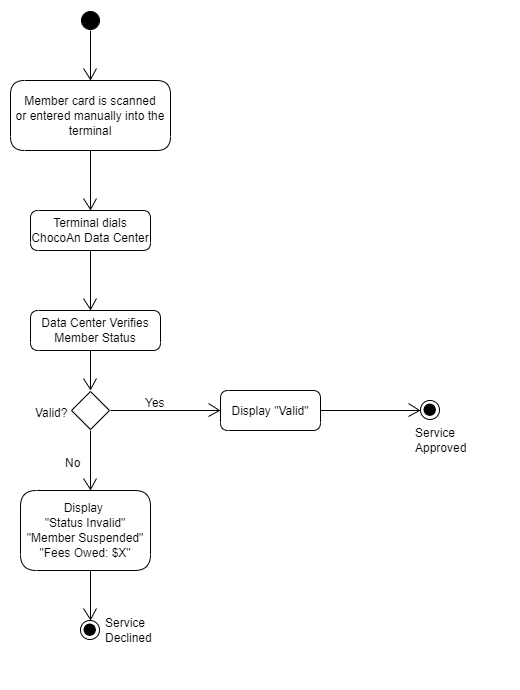 Member card is scanned
or entered manually into the
terminal
Terminal dials
ChocoAn Data Center
Data Center Verifies
Member Status
Valid?
Yes
Display "Valid"
Service
Approved
No
Display
"Status Invalid"
"Member Suspended"
"Fees Owed: $X"
Service
Declined